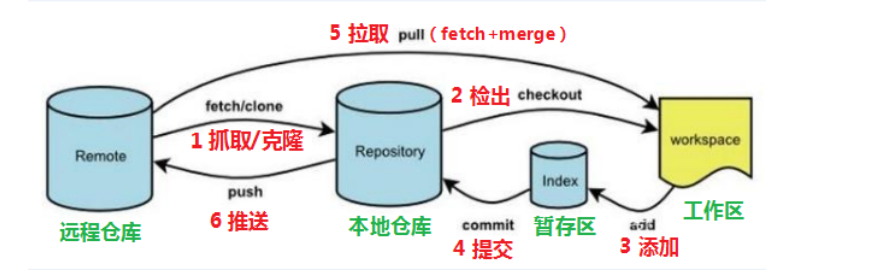 5 拉取 pull（fetch+merge）
fetch/clone
1 抓取/克隆
2 检出 checkout
Remote
Repository
workspace
Index
push
6 推送
远程仓库
本地仓库
commit
4 提交
暂存区
add
3 添加
工作区